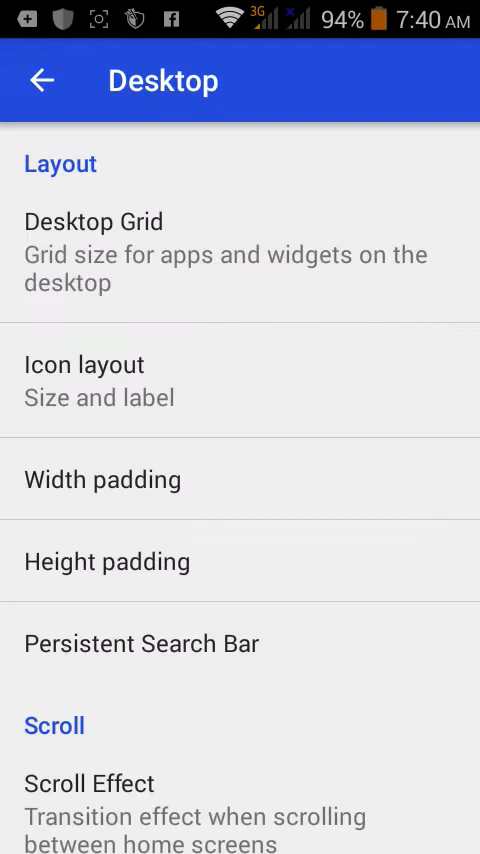 3G 94% 7:40 AM
Desktop
Layout
Desktop Grid
Grid size for apps and widgets on the
desktop
Icon layout
Size and label
Width padding
Height padding
Persistent Search Bar
Scroll
Scroll Effect
Transition effect when scrolling
between home screens